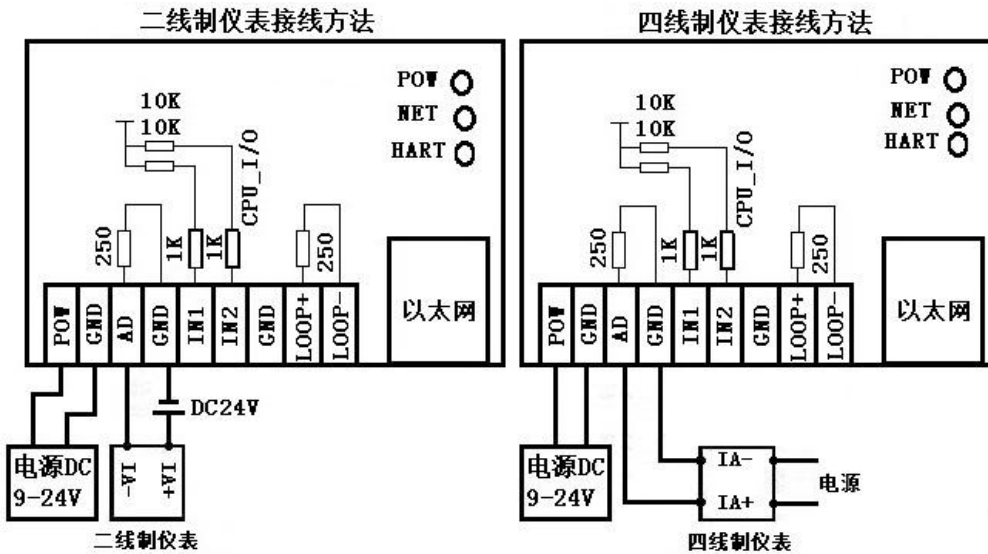 二线制仪表接线方法
POW
NET
HART
10K
10K
CPU_I/O
250
1K
1K
250
POW
GND
AD
GND
IN1
IN2
GND
LOOP+
LOOP-
以太网
DC24V
电源DC
9-24V
IA-
IA+
二线制仪表
四线制仪表接线方法
POW
NET
HART
10K
10K
CPU_I/O
250
1K
1K
250
POW
GND
AD
GND
IN1
IN2
GND
LOOP+
LOOP-
以太网
电源DC
9-24V
IA-
IA+
电源
四线制仪表